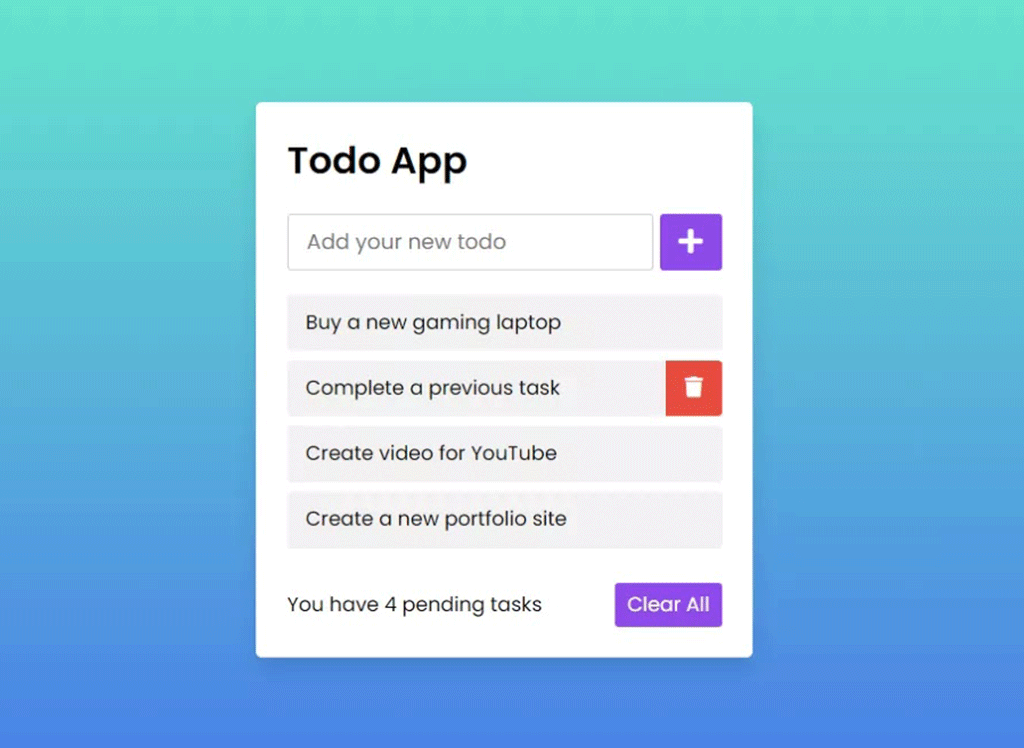 Todo App
Add your new todo
Buy a new gaming laptop
Complete a previous task
Create video for YouTube
Create a new portfolio site
You have 4 pending tasks
Clear All